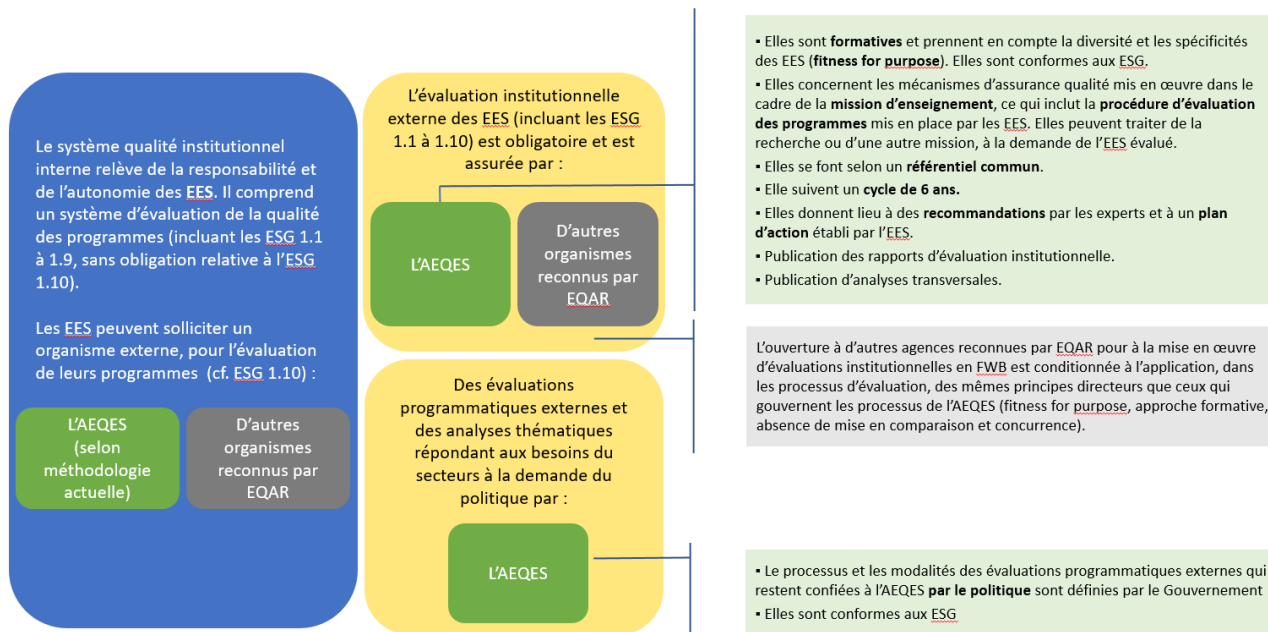 Le système qualité institutionnel
interne relève de la responsabilité et
de l'autonomie des EES. Il comprend
un système d'évaluation de la qualité
des programmes (incluant les ESG 1.1
à 1.9, sans obligation relative à l'ESG
1.10).
Les EES peuvent solliciter un
organisme externe, pour l'évaluation
de leurs programmes (cf. ESG 1.10) :
L'AEQES
(selon
méthodologie
actuelle)
D'autres
organismes
reconnus par
EQAR
L'évaluation institutionnelle
externe des EES (incluant les ESG
1.1 à 1.10) est obligatoire et est
assurée par :
L'AEQES
D'autres
organismes
reconnus par
EQAR
Des évaluations
programmatiques externes et
des analyses thématiques
répondant aux besoins du
secteurs à la demande du
politique par :
L'AEQES
▪ Elles sont formatives et prennent en compte la diversité et les spécificités
des EES (fitness for purpose). Elles sont conformes aux ESG.
▪ Elles concernent les mécanismes d'assurance qualité mis en œuvre dans le
cadre de la mission d'enseignement, ce qui inclut la procédure d'évaluation
des programmes mis en place par les EES. Elles peuvent traiter de la
recherche ou d'une autre mission, à la demande de l'EES évalué.
▪ Elles se font selon un référentiel commun.
▪ Elle suivent un cycle de 6 ans.
▪ Elles donnent lieu à des recommandations par les experts et à un plan
d'action établi par l'EES.
▪ Publication des rapports d'évaluation institutionnelle.
▪ Publication d'analyses transversales.
L'ouverture à d'autres agences reconnues par EQAR pour à la mise en œuvre
d'évaluations institutionnelles en FWB est conditionnée à l'application, dans
les processus d'évaluation, des mêmes principes directeurs que ceux qui
gouvernent les processus de l'AEQES (fitness for purpose, approche formative,
absence de mise en comparaison et concurrence).
▪ Le processus et les modalités des évaluations programmatiques externes qui
restent confiées à l'AEQES par le politique sont définies par le Gouvernement
▪ Elles sont conformes aux ESG